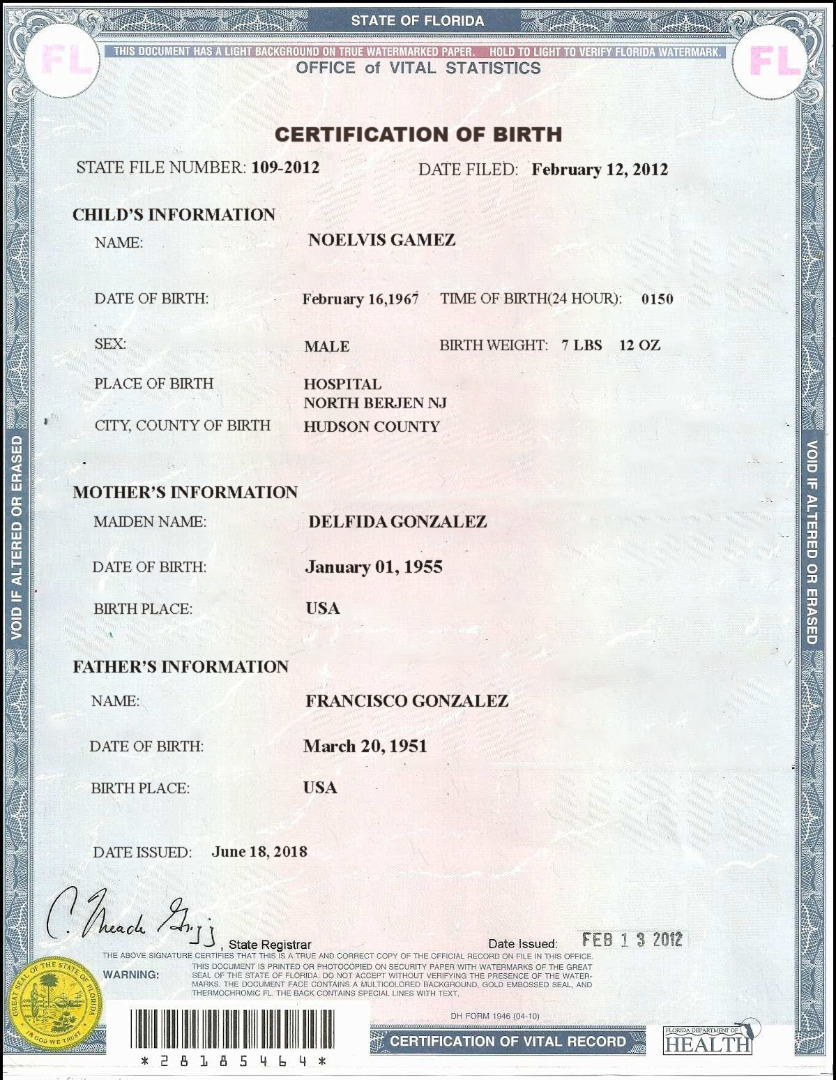 STATE OF FLORIDA
THIS DOCUMENT HAS A LIGHT BACKGROUND ON TRUE WATERMARKED PAPER. HOLD TO LIGHT TO VERIFY FLORIDA WATERMARK.
FL
FL
OFFICE of VITAL STATISTICS
CERTIFICATION OF BIRTH
STATE FILE NUMBER: 109-2012 DATE FILED: February 12, 2012
CHILD'S INFORMATION
NAME: NOELVIS GAMEZ
DATE OF BIRTH: February 16,1967 TIME OF BIRTH(24 HOUR): 0150
SEX: MALE BIRTH WEIGHT: 7 LBS 12 OZ
PLACE OF BIRTH HOSPITAL
NORTH BERJEN NJ
CITY, COUNTY OF BIRTH HUDSON COUNTY
VOID IF ALTERED OR ERASED
VOID IF ALTERED OR ERASED
MOTHER'S INFORMATION
MAIDEN NAME: DELFIDA GONZALEZ
DATE OF BIRTH: January 01, 1955
BIRTH PLACE: USA
FATHER'S INFORMATION
NAME: FRANCISCO GONZALEZ
DATE OF BIRTH: March 20, 1951
BIRTH PLACE: USA
DATE ISSUED: June 18, 2018
, State Registrar Date Issued: FEB 13 2012
THE ABOVE SIGNATURE CERTIFIES THAT THIS IS A TRUE AND CORRECT COPY OF THE OFFICIAL RECORD ON FILE IN THIS OFFICE.
WARNING: THIS DOCUMENT IS PRINTED OR PHOTOCOPIED ON SECURITY PAPER WITH WATERMARKS OF THE GREAT
SEAL OF THE STATE OF FLORIDA. DO NOT ACCEPT WITHOUT VERIFYING THE PRESENCE OF THE WATER-
MARKS. THE DOCUMENT FACE CONTAINS A MULTICOLORED BACKGROUND, GOLD EMBOSSED SEAL, AND
THERMOCHROMIC FL. THE BACK CONTAINS SPECIAL LINES WITH TEXT.
GREAT SEAL OF THE STATE OF FLORIDA
IN GOD WE TRUST
DH FORM 1946 (04-10)
CERTIFICATION OF VITAL RECORD
FLORIDA DEPARTMENT OF
HEALTH
*28185464*